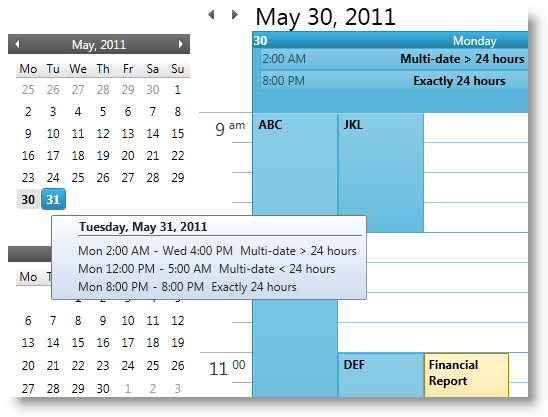 May 30, 2011
May, 2011
Mo Tu We Th Fr Sa Su
25 26 27 28 29 30 1
2 3 4 5 6 7 8
9 10 11 12 13 14 15
16 17 18 19 20 21 22
23 24 25 26 27 28 29
30 31
30 Monday
2:00 AM Multi-date > 24 hours
8:00 PM Exactly 24 hours
9 am
ABC
JKL
Tuesday, May 31, 2011
Mon 2:00 AM - Wed 4:00 PM Multi-date > 24 hours
Mon 12:00 PM - 5:00 AM Multi-date < 24 hours
Mon 8:00 PM - 8:00 PM Exactly 24 hours
Mo
6 7 8 9 10 11 12
13 14 15 16 17 18 19
20 21 22 23 24 25 26
27 28 29 30 1 2 3
11 00
DEF
Financial
Report